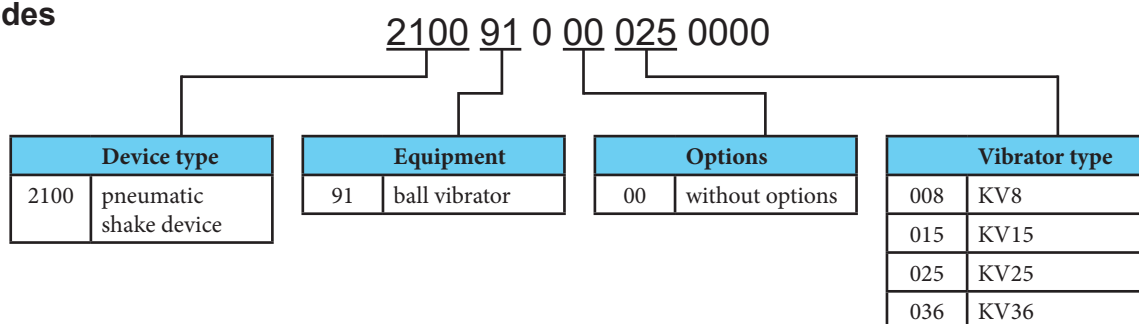 des
2100 91 0 00 025 0000
Device type
2100 pneumatic
shake device
Equipment
91 ball vibrator
Options
00 without options
Vibrator type
008 KV8
015 KV15
025 KV25
036 KV36